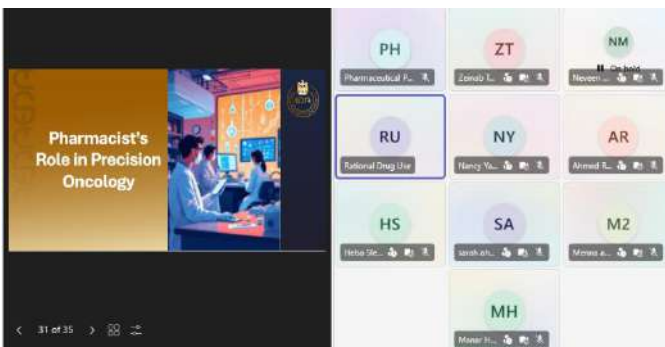 Pharmacist's
Role in Precision
Oncology
31 of 35
PH
Pharmaceutical P...
ZT
Zeinab T...
NM
On hold
Neveen ...
RU
Rational Drug Use
NY
Nancy Ya...
AR
Ahmed R...
HS
Heba Sle...
SA
sarah.ah...
M2
Menna a...
MH
Manar H...